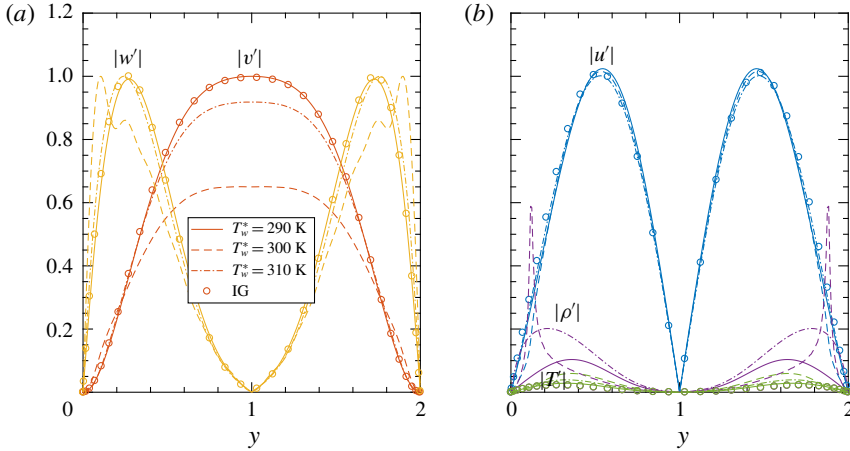 (a)
1.2
1.0
0.8
0.6
0.4
0.2
0
1
2
y
|w′|
|v′|
T*w = 290 K
T*w = 300 K
T*w = 310 K
IG
(b)
|u′|
|ρ′|
|T′|
0
1
2
y